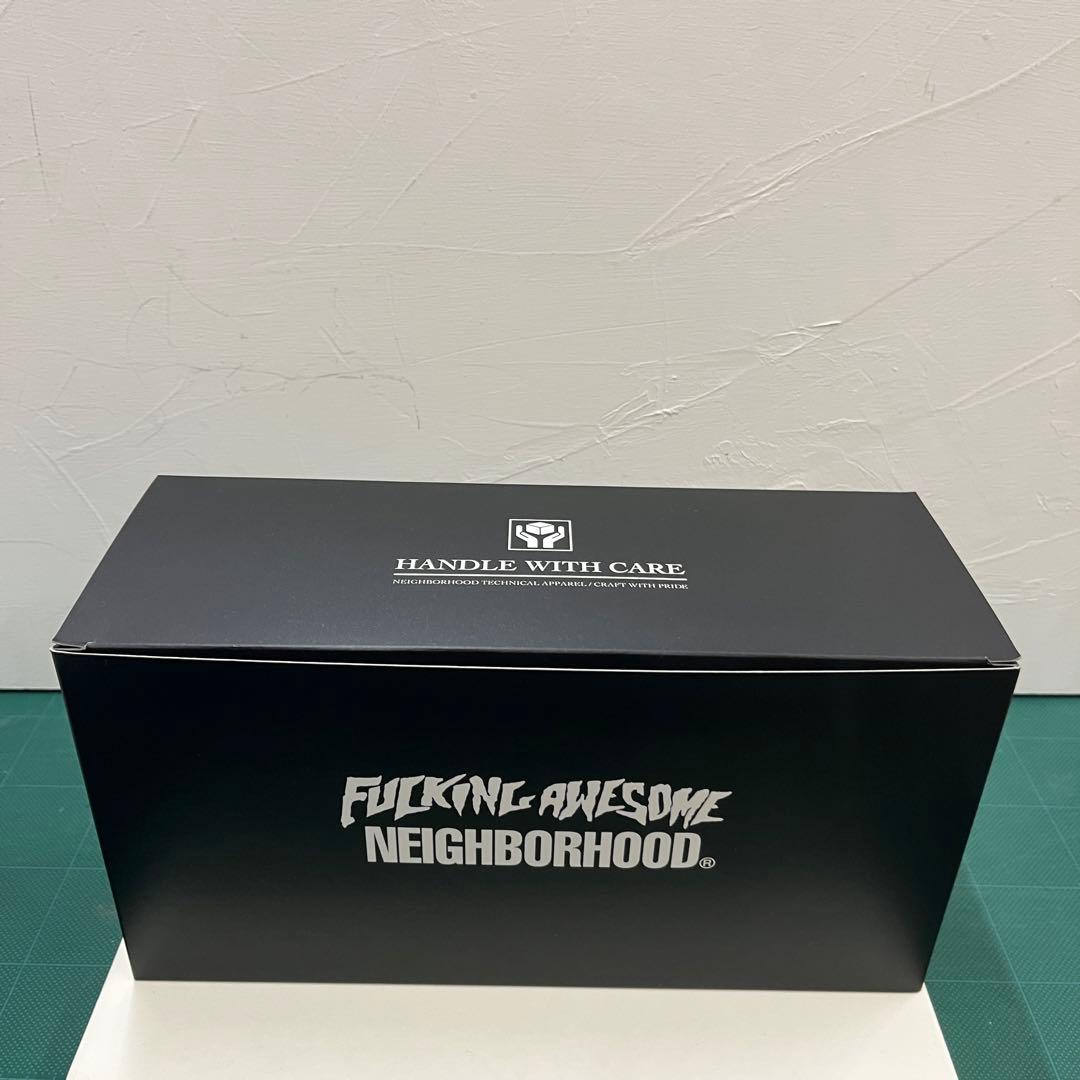 HANDLE WITH CARE
NEIGHBORHOOD TECHNICAL APPAREL / CRAFT WITH PRIDE
FUCKING AWESOME
NEIGHBORHOOD®